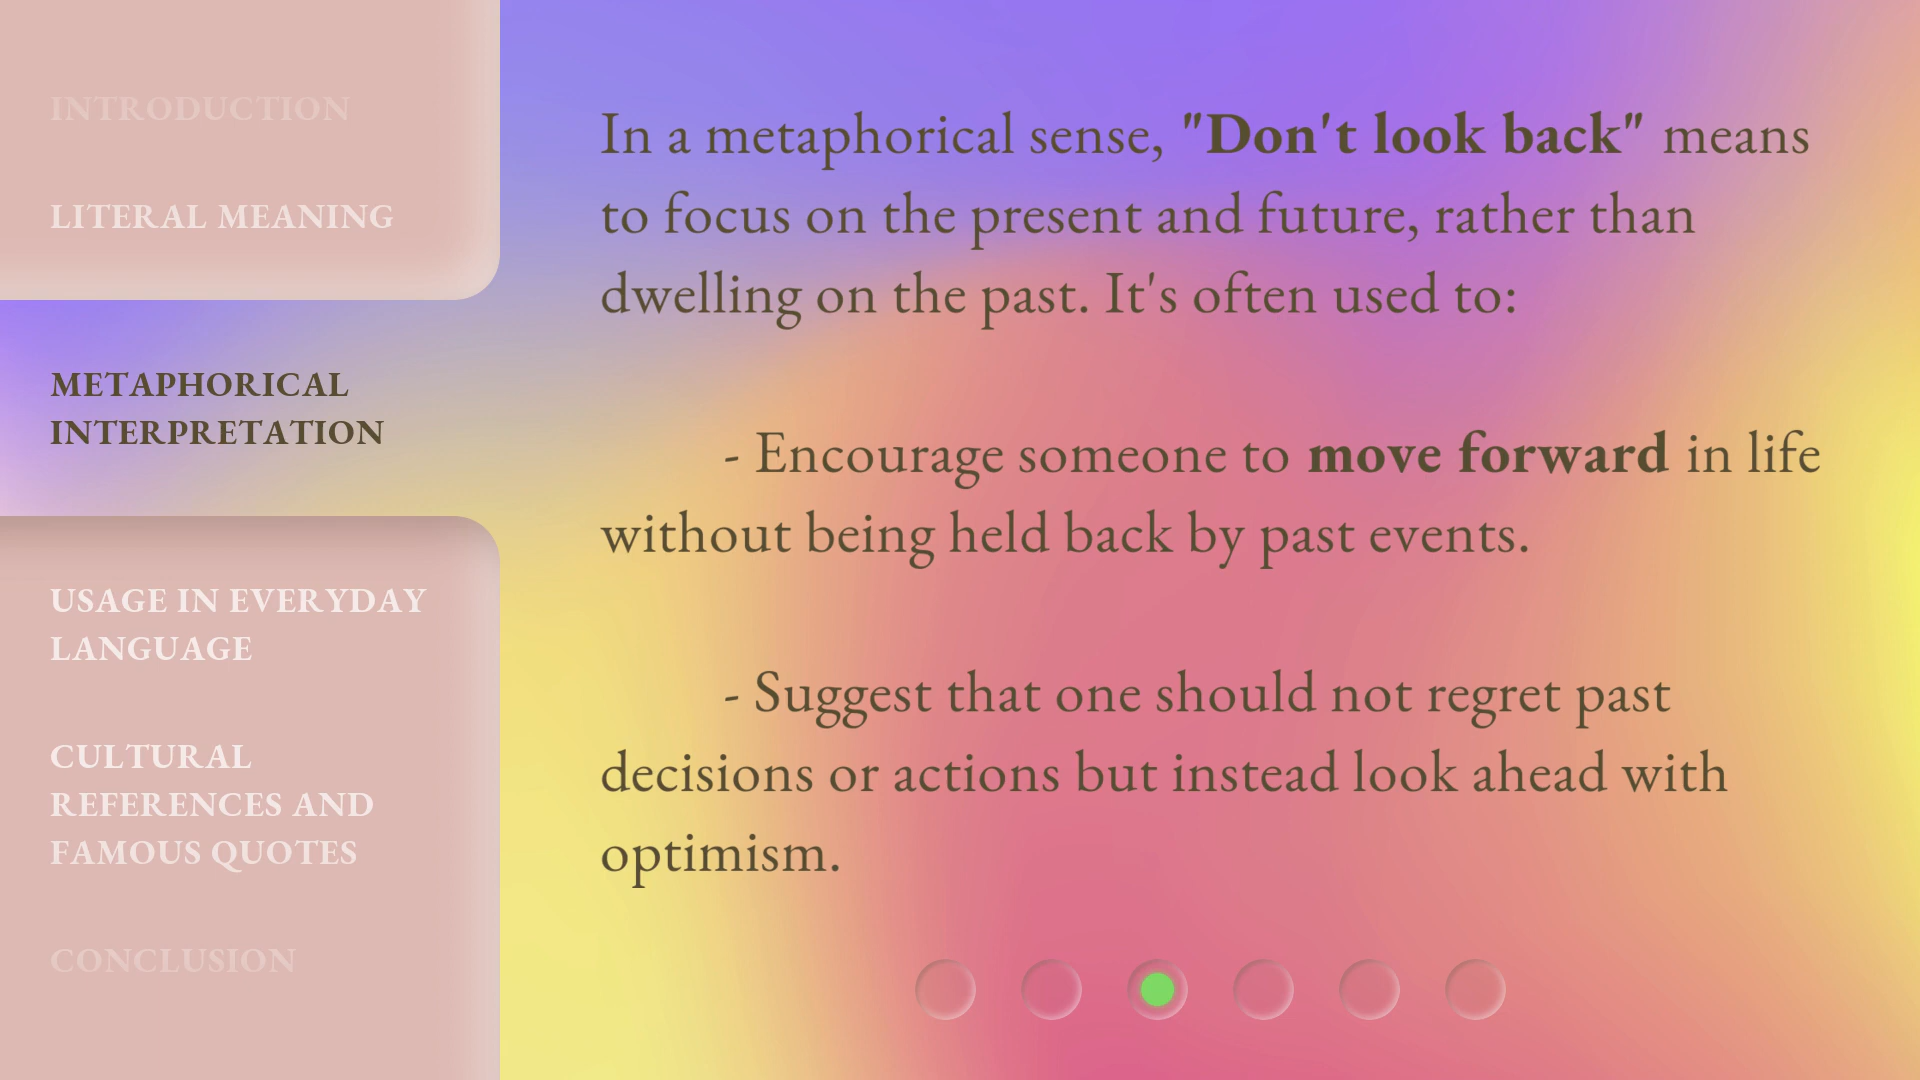 INTRODUCTION
LITERAL MEANING
METAPHORICAL
INTERPRETATION
USAGE IN EVERYDAY
LANGUAGE
CULTURAL
REFERENCES AND
FAMOUS QUOTES
CONCLUSION
In a metaphorical sense, "Don't look back" means
to focus on the present and future, rather than
dwelling on the past. It's often used to:
- Encourage someone to move forward in life
without being held back by past events.
- Suggest that one should not regret past
decisions or actions but instead look ahead with
optimism.